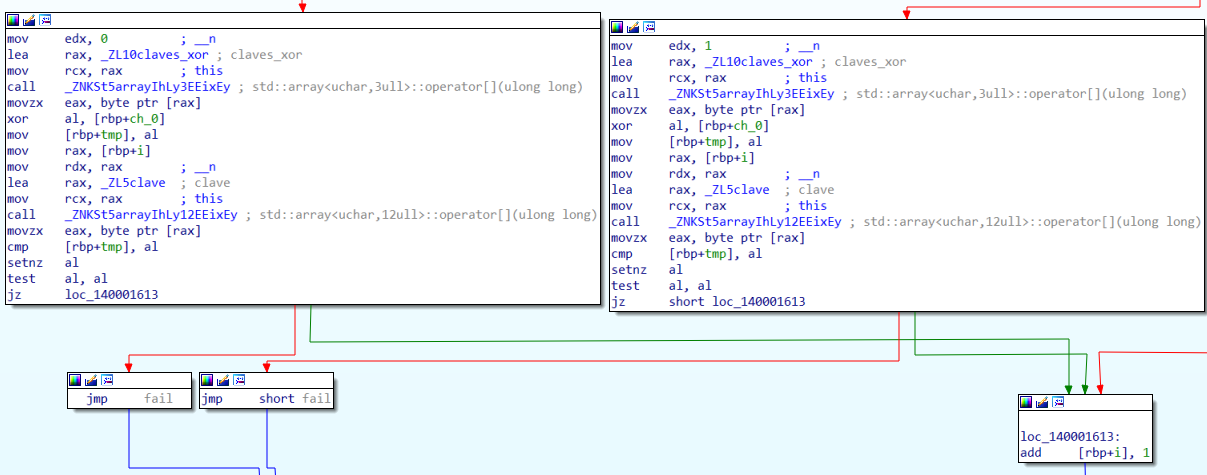 mov edx, 0 ; __n
lea rax, _ZL10claves_xor ; claves_xor
mov rcx, rax ; this
call _ZNKSt5arrayIhLy3EEixEy ; std::array<uchar,3ull>::operator[](ulong long)
movzx eax, byte ptr [rax]
xor al, [rbp+ch_0]
mov [rbp+tmp], al
mov rax, [rbp+i]
mov rdx, rax ; __n
lea rax, _ZL5clave ; clave
mov rcx, rax ; this
call _ZNKSt5arrayIhLy12EEixEy ; std::array<uchar,12ull>::operator[](ulong long)
movzx eax, byte ptr [rax]
cmp [rbp+tmp], al
setnz al
test al, al
jz loc_140001613
mov edx, 1 ; __n
lea rax, _ZL10claves_xor ; claves_xor
mov rcx, rax ; this
call _ZNKSt5arrayIhLy3EEixEy ; std::array<uchar,3ull>::operator[](ulong long)
movzx eax, byte ptr [rax]
xor al, [rbp+ch_0]
mov [rbp+tmp], al
mov rax, [rbp+i]
mov rdx, rax ; __n
lea rax, _ZL5clave ; clave
mov rcx, rax ; this
call _ZNKSt5arrayIhLy12EEixEy ; std::array<uchar,12ull>::operator[](ulong long)
movzx eax, byte ptr [rax]
cmp [rbp+tmp], al
setnz al
test al, al
jz short loc_140001613
jmp fail
jmp short fail
loc_140001613:
add [rbp+i], 1